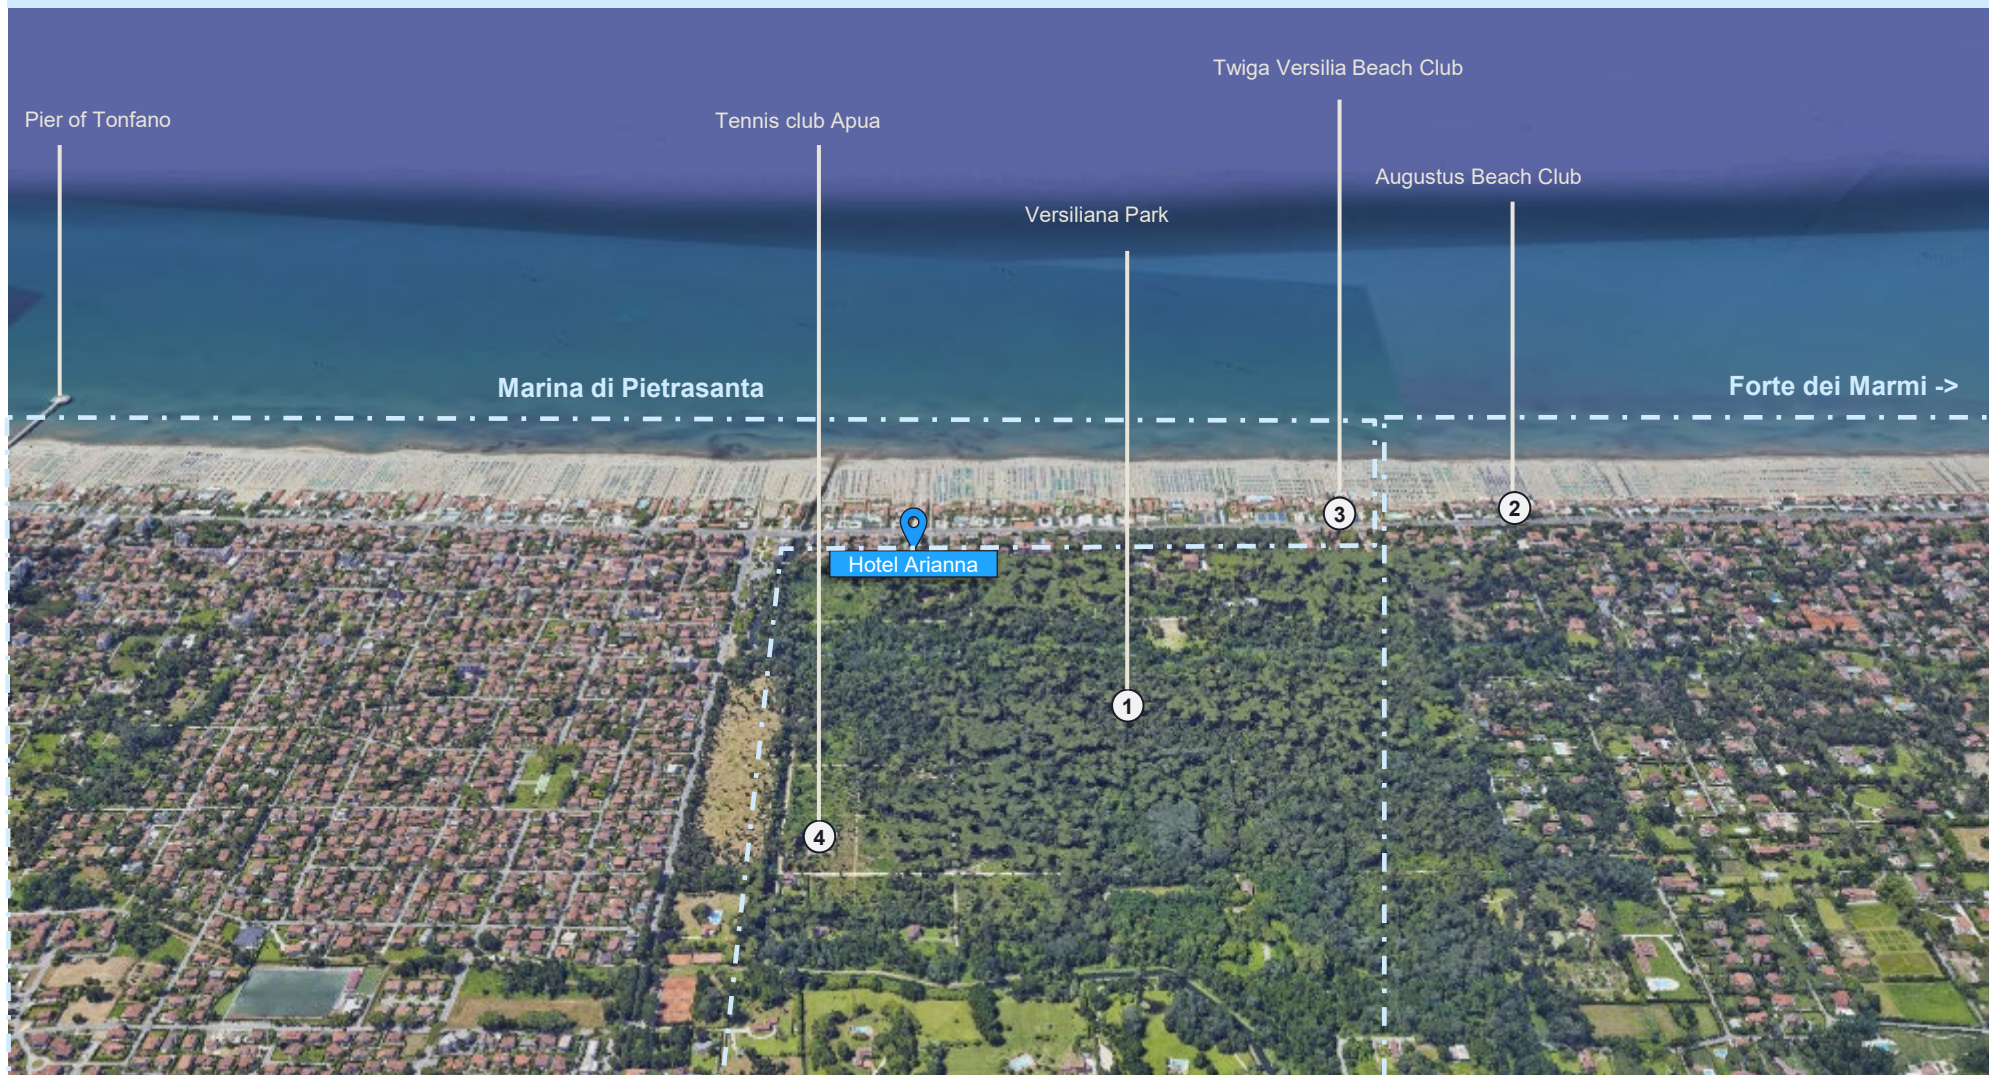 Twiga Versilia Beach Club
Pier of Tonfano
Tennis club Apua
Augustus Beach Club
Versiliana Park
Marina di Pietrasanta
Forte dei Marmi ->
3
2
Hotel Arianna
1
4